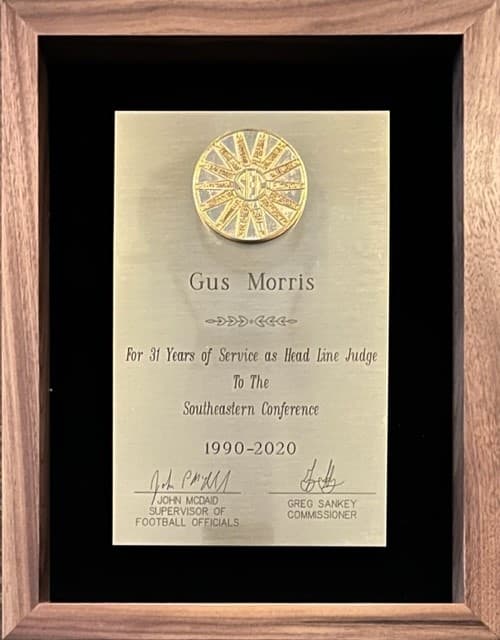 SEC
Gus Morris
For 31 Years of Service as Head Line Judge
To The
Southeastern Conference
1990-2020
JOHN MCDAID
SUPERVISOR OF
FOOTBALL OFFICIALS
GREG SANKEY
COMMISSIONER